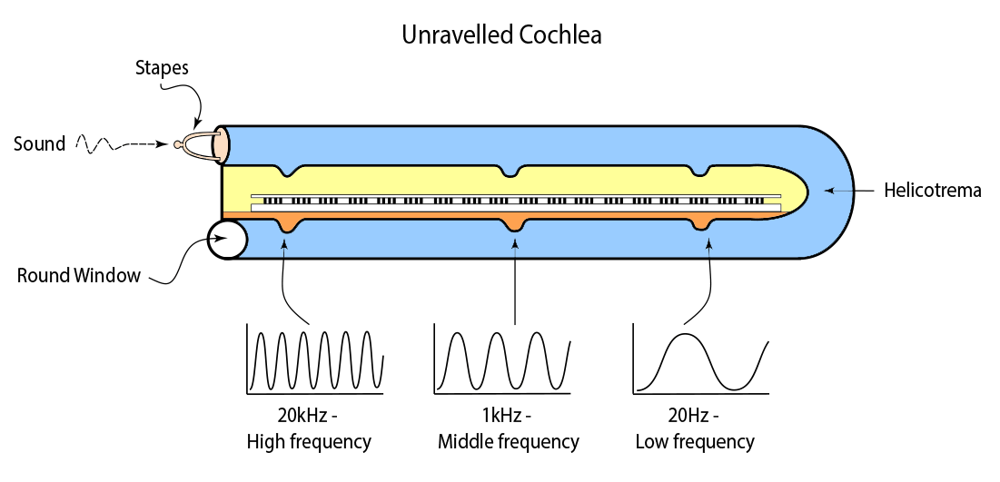 Unravelled Cochlea
Stapes
Sound
Helicotrema
Round Window
20kHz -
High frequency
1kHz -
Middle frequency
20Hz -
Low frequency